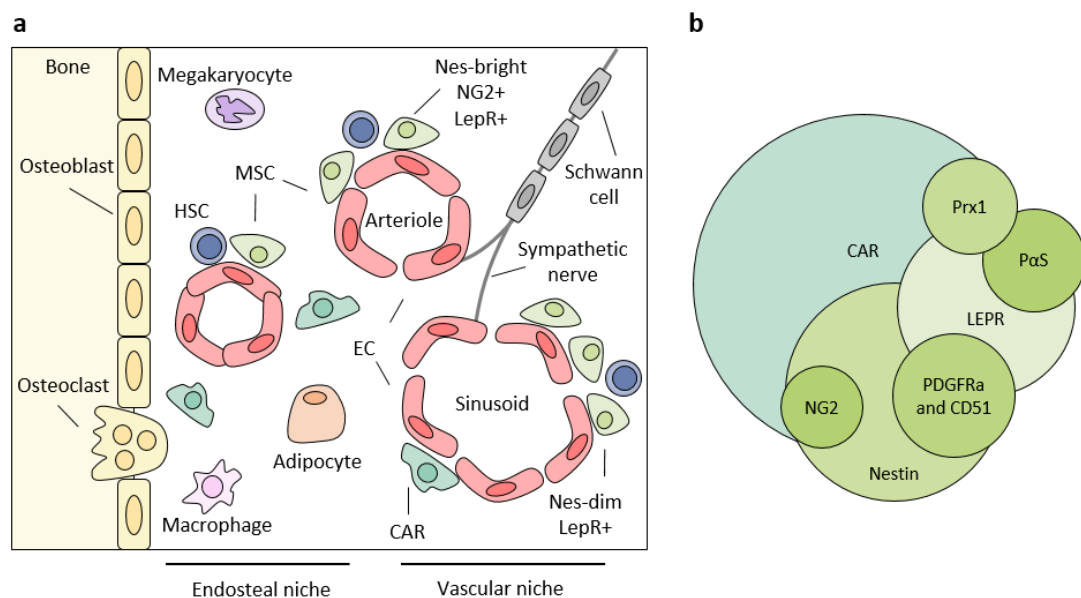 a
Bone
Megakaryocyte
Nes-bright
NG2+
LepR+
Osteoblast
MSC
Schwann
cell
HSC
Arteriole
Sympathetic
nerve
EC
Osteoclast
Sinusoid
Adipocyte
Macrophage
CAR
Nes-dim
LepR+
Endosteal niche
Vascular niche
b
Prx1
CAR
PαS
LEPR
PDGFRa
and CD51
NG2
Nestin